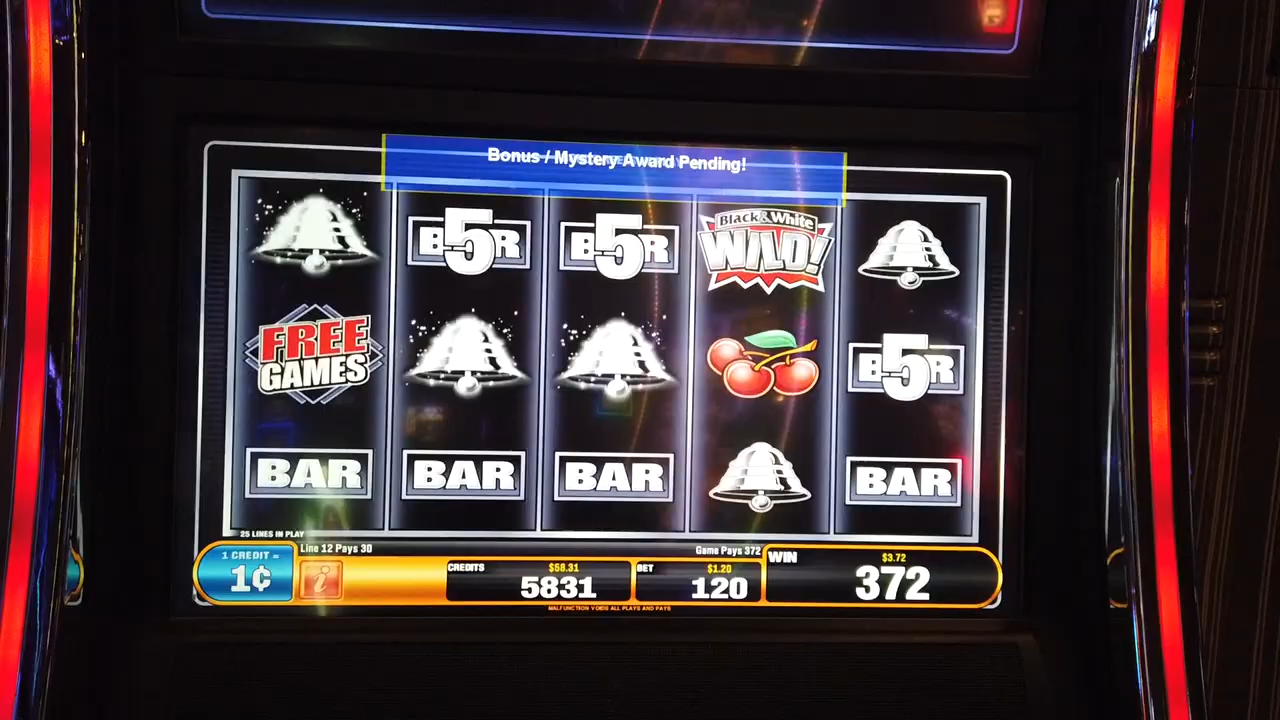 Bonus / Mystery Award Pending!
B5R
B5R
Black & White
WILD!
FREE
GAMES
B5R
BAR
BAR
BAR
BAR
25 LINES IN PLAY
Line 12 Pays 30
Game Pays 372
1 CREDIT =
1¢
i
CREDITS
$58.31
5831
BET
$1.20
120
WIN
$3.72
372
MALFUNCTION VOIDS ALL PLAYS AND PAYS